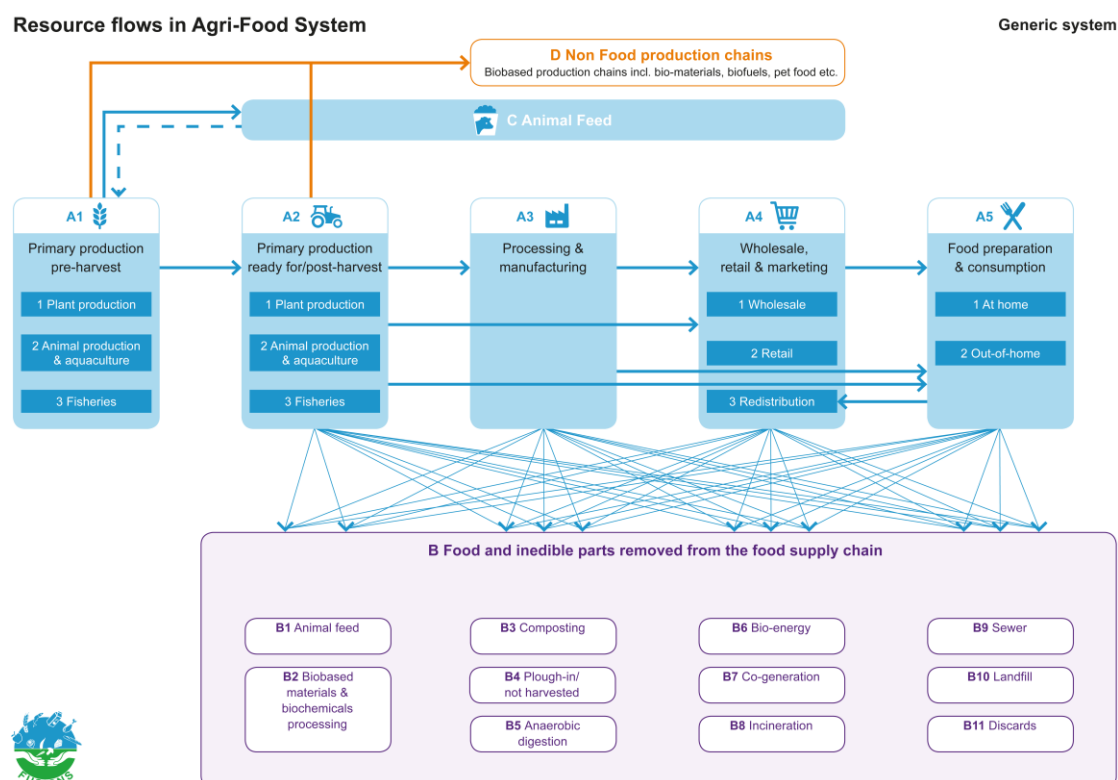 Resource flows in Agri-Food System
Generic system
D Non Food production chains
Biobased production chains incl. bio-materials, biofuels, pet food etc.
C Animal Feed
A1
Primary production
pre-harvest
1 Plant production
2 Animal production
& aquaculture
3 Fisheries
A2
Primary production
ready for/post-harvest
1 Plant production
2 Animal production
& aquaculture
3 Fisheries
A3
Processing &
manufacturing
A4
Wholesale,
retail & marketing
1 Wholesale
2 Retail
3 Redistribution
A5
Food preparation
& consumption
1 At home
2 Out-of-home
B Food and inedible parts removed from the food supply chain
B1 Animal feed
B2 Biobased
materials &
biochemicals
processing
B3 Composting
B4 Plough-in/
not harvested
B5 Anaerobic
digestion
B6 Bio-energy
B7 Co-generation
B8 Incineration
B9 Sewer
B10 Landfill
B11 Discards